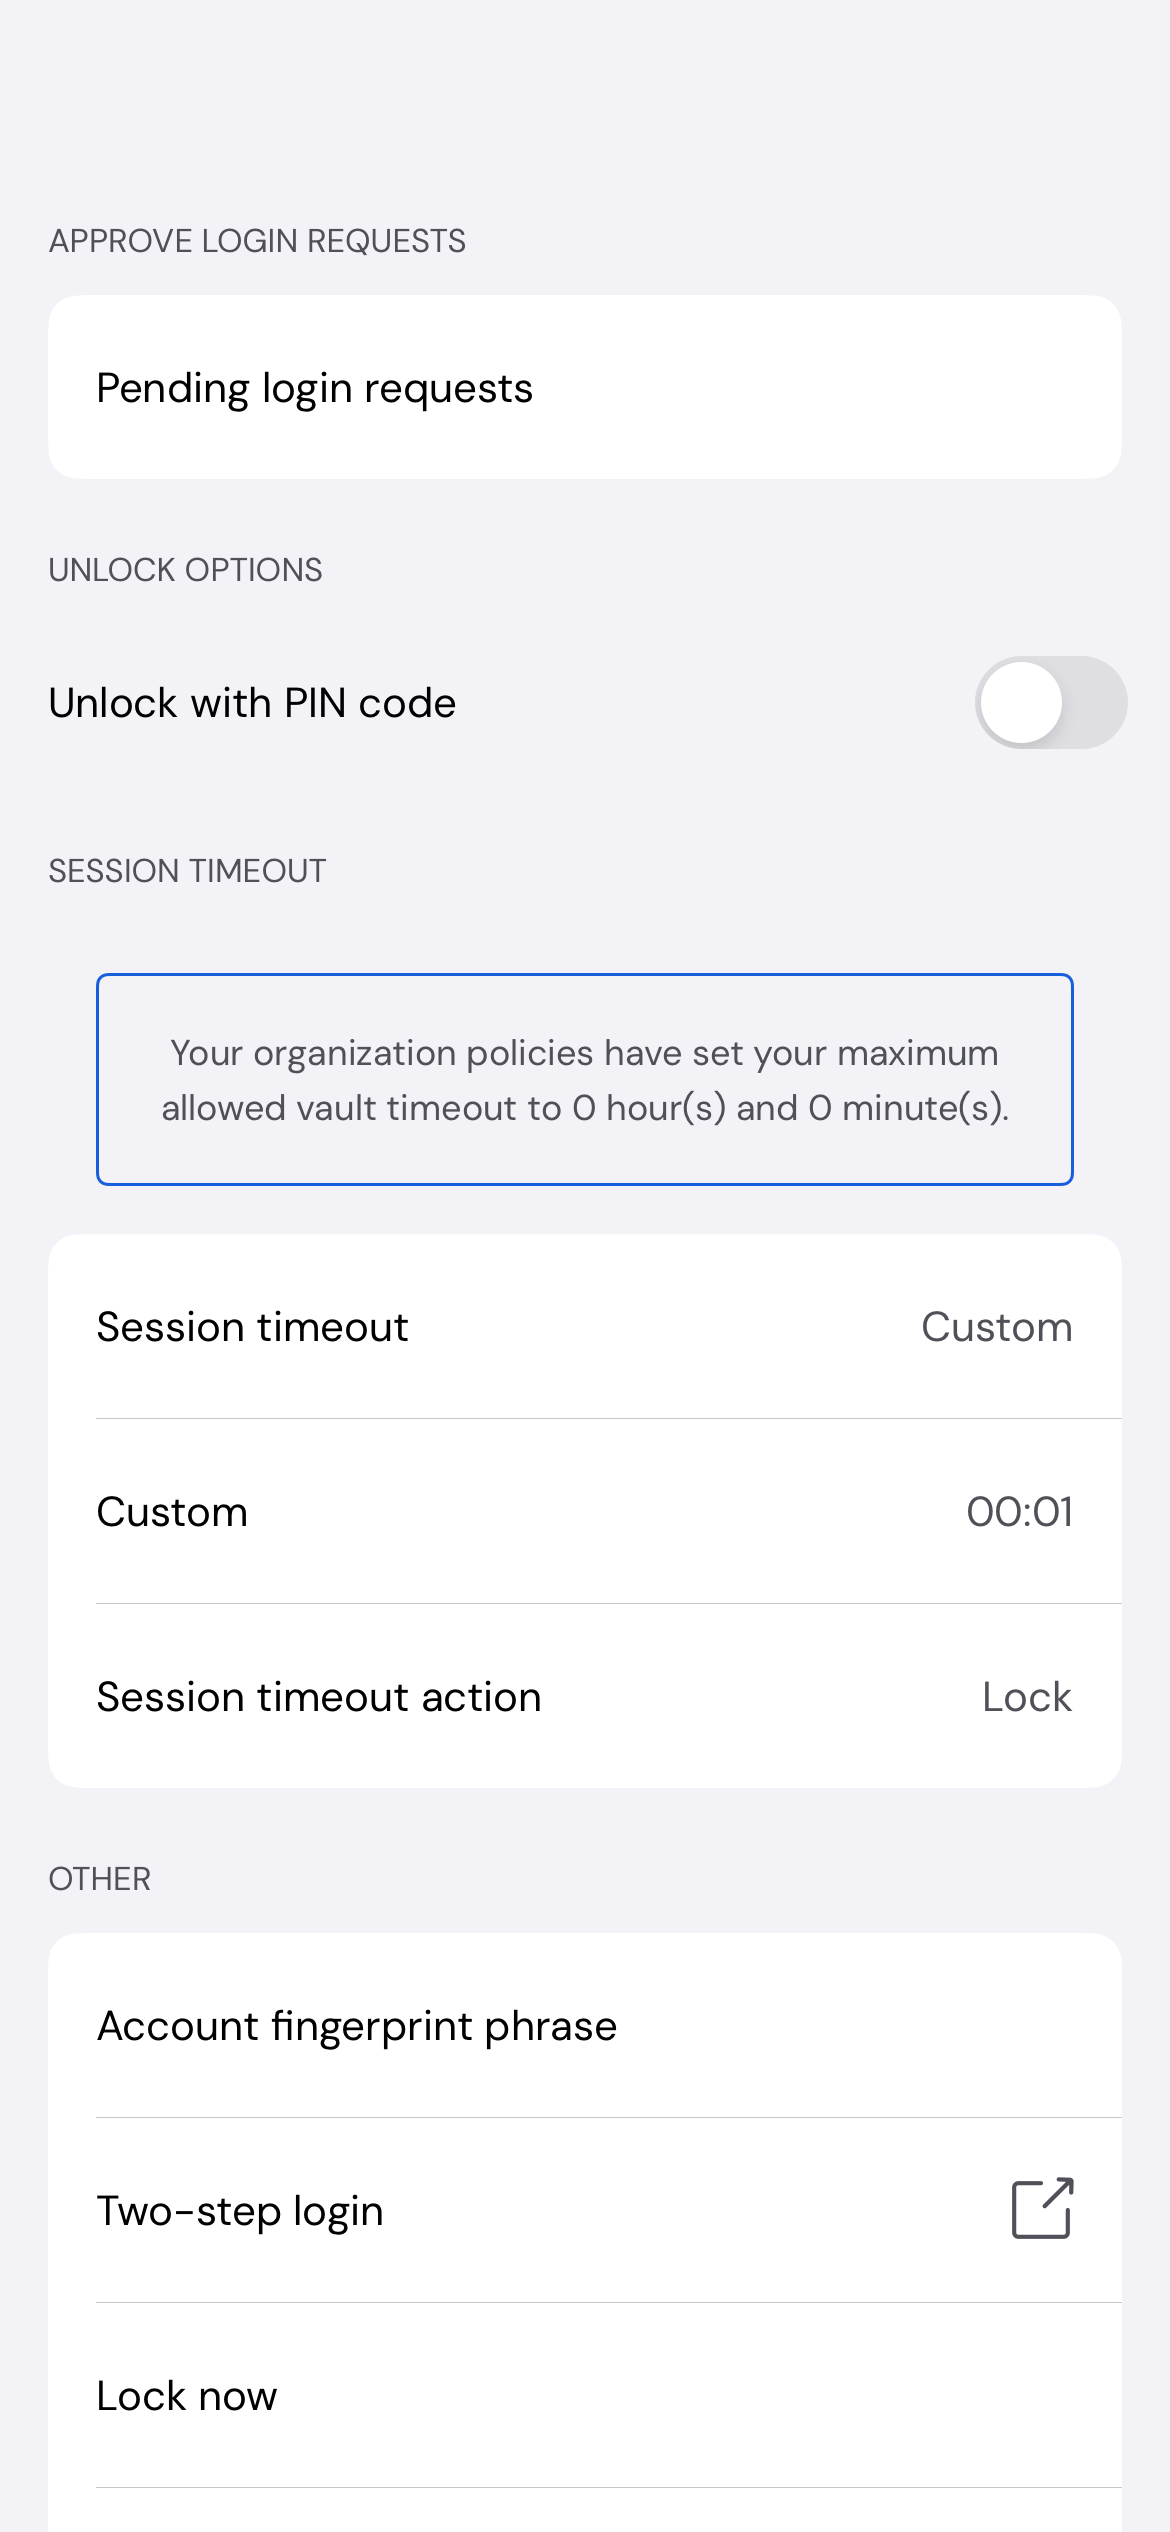 APPROVE LOGIN REQUESTS
Pending login requests
UNLOCK OPTIONS
Unlock with PIN code
SESSION TIMEOUT
Your organization policies have set your maximum
allowed vault timeout to 0 hour(s) and 0 minute(s).
Session timeout Custom
Custom 00:01
Session timeout action Lock
OTHER
Account fingerprint phrase
Two-step login
Lock now